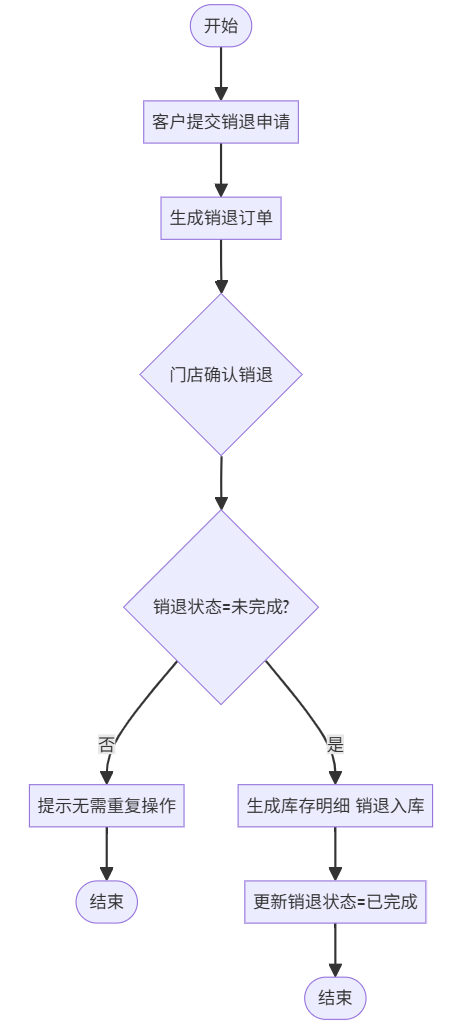 开始
客户提交销退申请
生成销退订单
门店确认销退
销退状态=未完成?
否
是
提示无需重复操作
生成库存明细 销退入库
结束
更新销退状态=已完成
结束